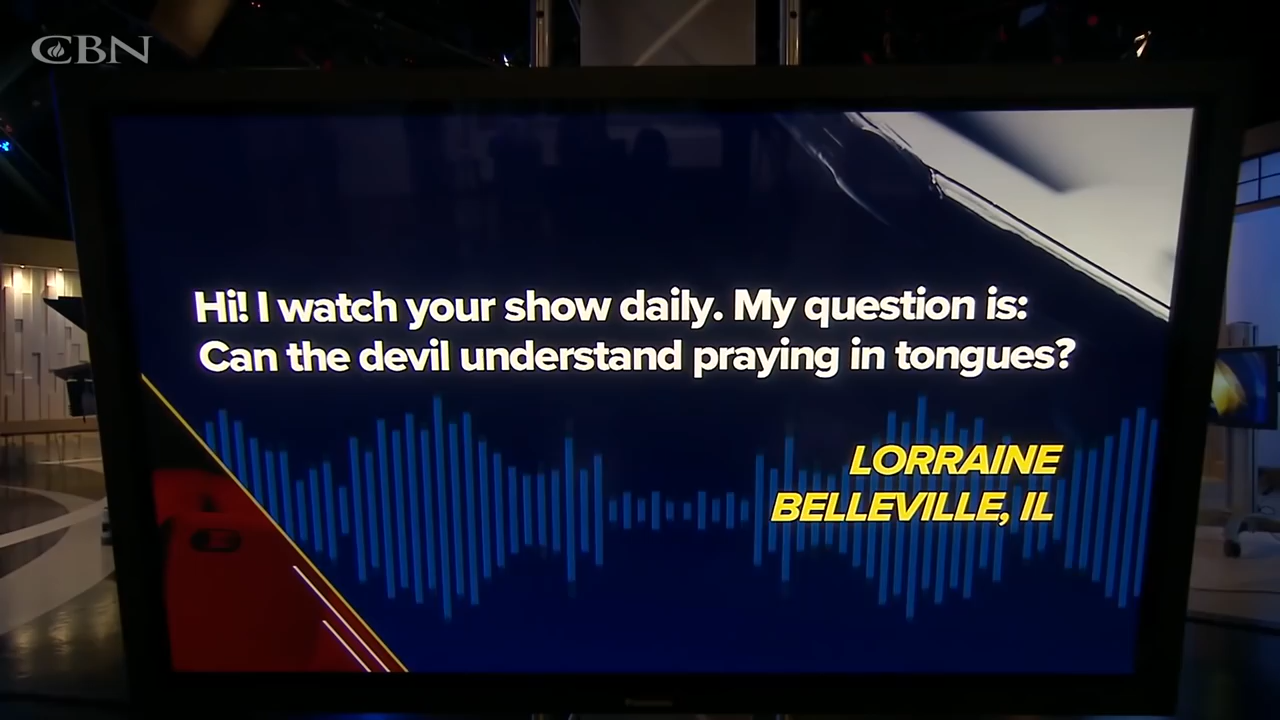 CBN
Hi! I watch your show daily. My question is:
Can the devil understand praying in tongues?
LORRAINE
BELLEVILLE, IL
Panasonic